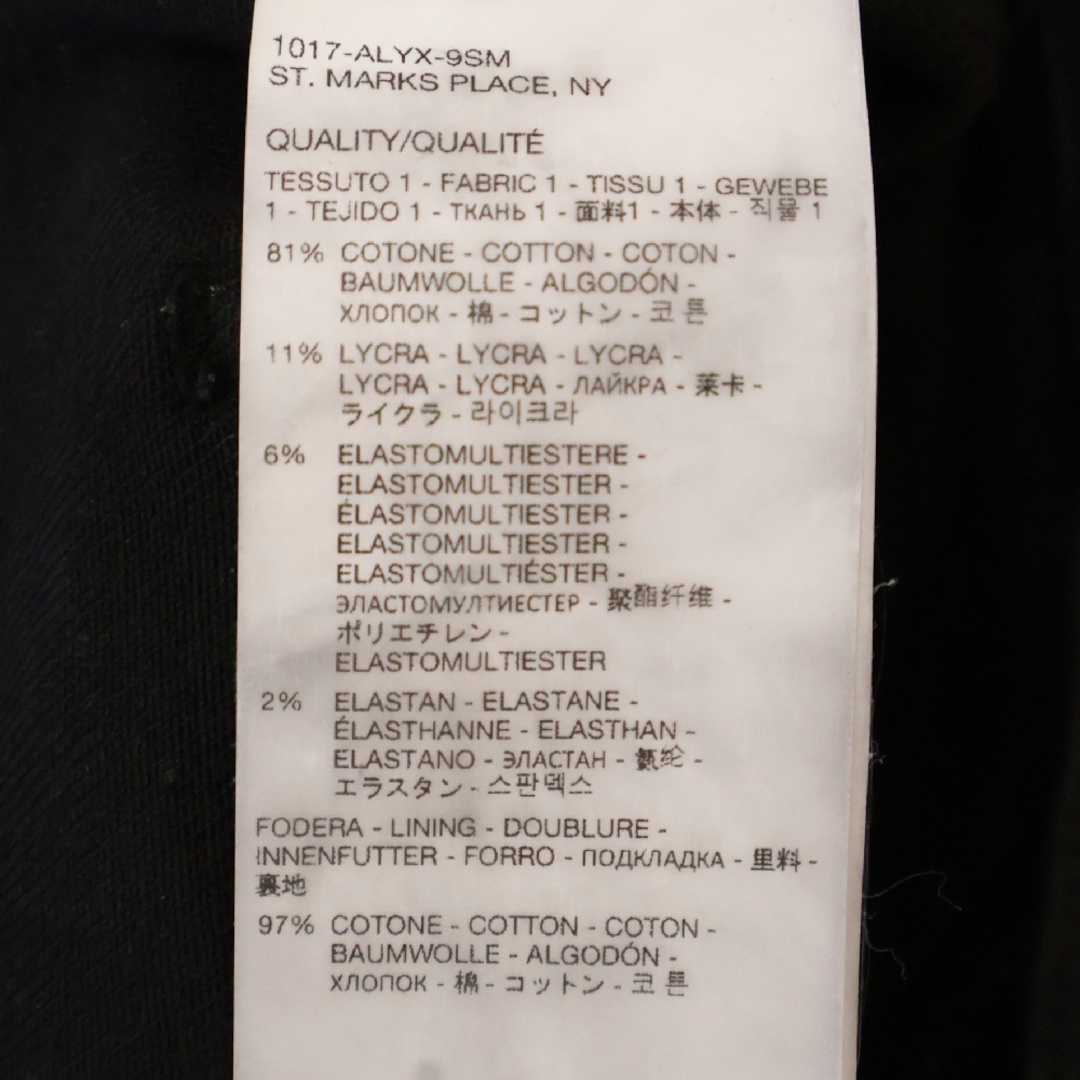 1017-ALYX-9SM
ST. MARKS PLACE, NY
QUALITY/QUALITÉ
TESSUTO 1 - FABRIC 1 - TISSU 1 - GEWEBE
1 - TEJIDO 1 - ТКАНЬ 1 - 面料1 - 本体 - 직물 1
81% COTONE - COTTON - COTON -
BAUMWOLLE - ALGODÓN -
ХЛОПОК - 棉 - コットン - 코튼
11% LYCRA - LYCRA - LYCRA -
LYCRA - LYCRA - ЛАЙКРА - 莱卡 -
ライクラ - 라이크라
6% ELASTOMULTIESTERE -
ELASTOMULTIESTER -
ÉLASTOMULTIESTER -
ELASTOMULTIESTER -
ELASTOMULTIÉSTER -
ЭЛАСТОМУЛТИЕСТЕР - 聚酯纤维 -
ポリエチレン -
ELASTOMULTIESTER
2% ELASTAN - ELASTANE -
ÉLASTHANNE - ELASTHAN -
ELASTANO - ЭЛАСТАН - 氨纶 -
エラスタン - 스판덱스
FODERA - LINING - DOUBLURE -
INNENFUTTER - FORRO - ПОДКЛАДКА - 里料 -
裏地
97% COTONE - COTTON - COTON -
BAUMWOLLE - ALGODÓN -
ХЛОПОК - 棉 - コットン - 코튼